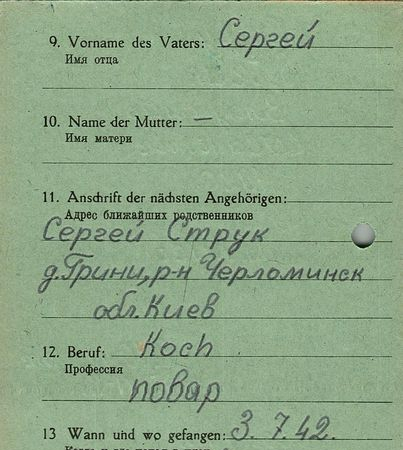 9. Vorname des Vaters: Сергей
Имя отца
10. Name der Mutter: —
Имя матери
11. Anschrift der nächsten Angehörigen:
Адрес ближайших родственников
Сергей Струк
д. Грини, р-н Черломинск
обл. Киев
12. Beruf: Koch
Профессия
повар
13 Wann und wo gefangen: 3. 7. 42.